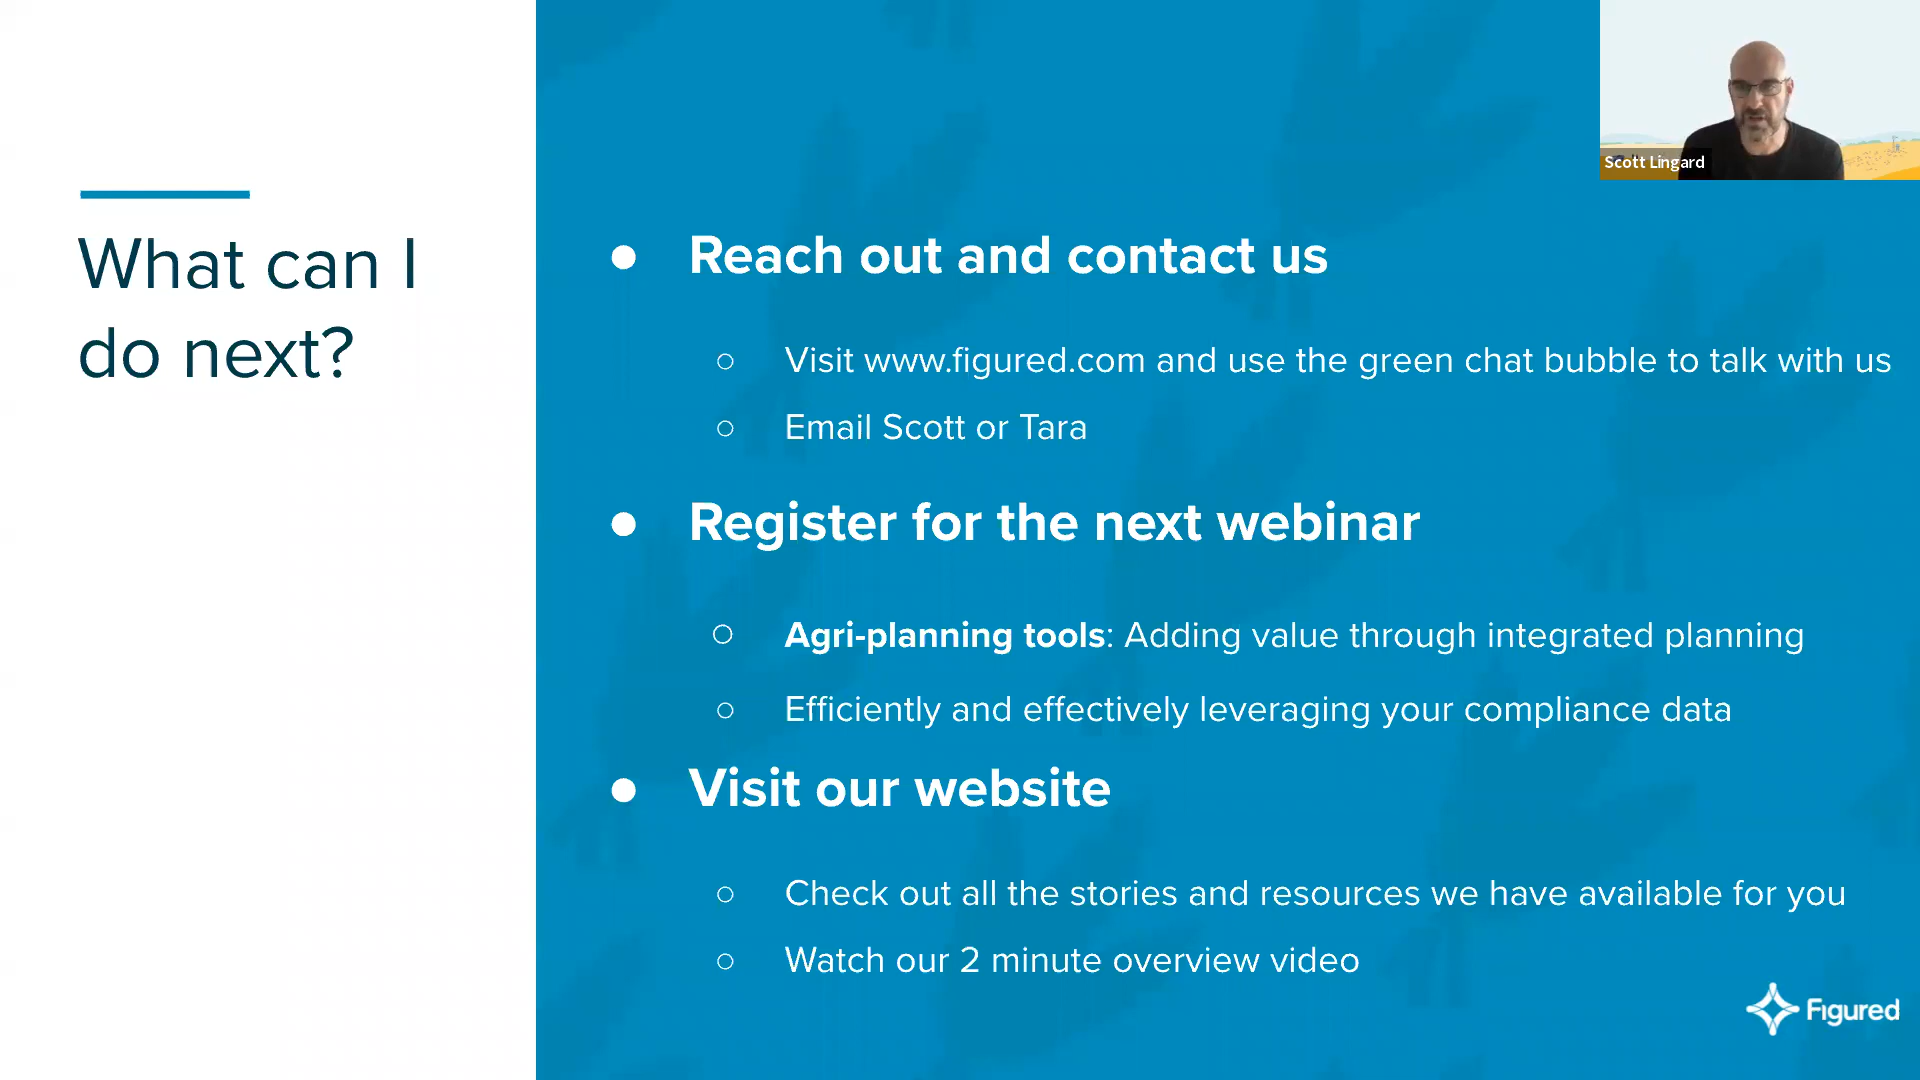 What can I
do next?
Scott Lingard
● Reach out and contact us
○ Visit www.figured.com and use the green chat bubble to talk with us
○ Email Scott or Tara
● Register for the next webinar
○ Agri-planning tools: Adding value through integrated planning
○ Efficiently and effectively leveraging your compliance data
● Visit our website
○ Check out all the stories and resources we have available for you
○ Watch our 2 minute overview video
Figured